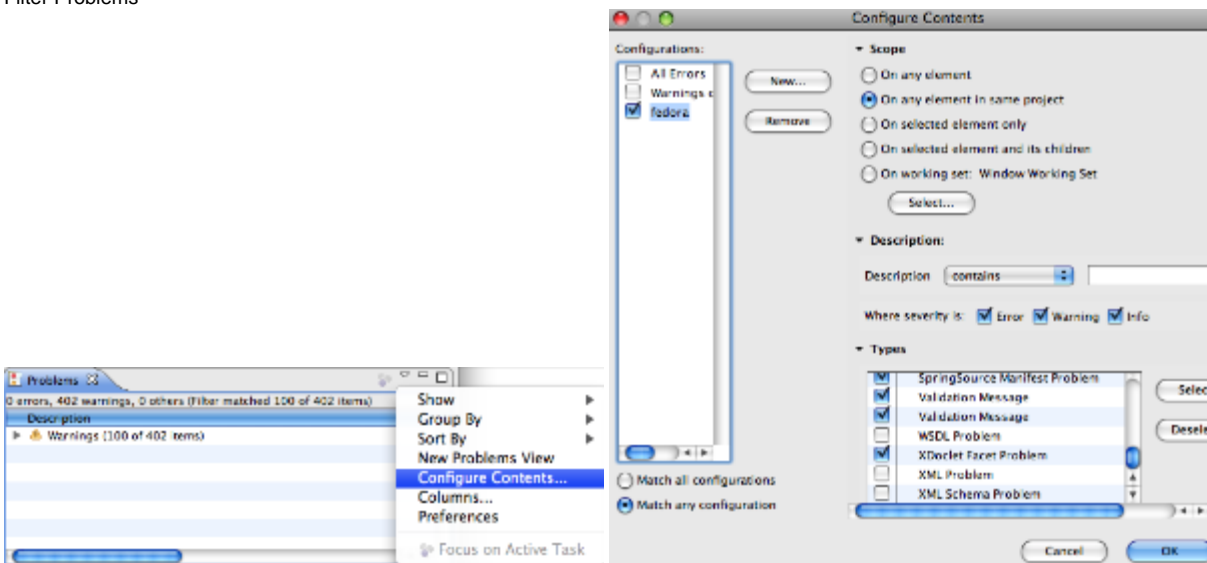 Filter Problems
Problems
0 errors, 402 warnings, 0 others (Filter matched 100 of 402 items)
Description
Warnings (100 of 402 items)
Show
Group By
Sort By
New Problems View
Configure Contents...
Columns...
Preferences
Focus on Active Task
Configure Contents
Configurations:
All Errors
Warnings
fedora
New...
Remove
Match all configurations
Match any configuration
Scope
On any element
On any element in same project
On selected element only
On selected element and its children
On working set: Window Working Set
Select...
Description:
Description contains
Where severity is: Error Warning Info
Types
SpringSource Manifest Problem
Validation Message
Validation Message
WSDL Problem
XDoclet Facet Problem
XML Problem
XML Schema Problem
Selec
Desele
Cancel OK